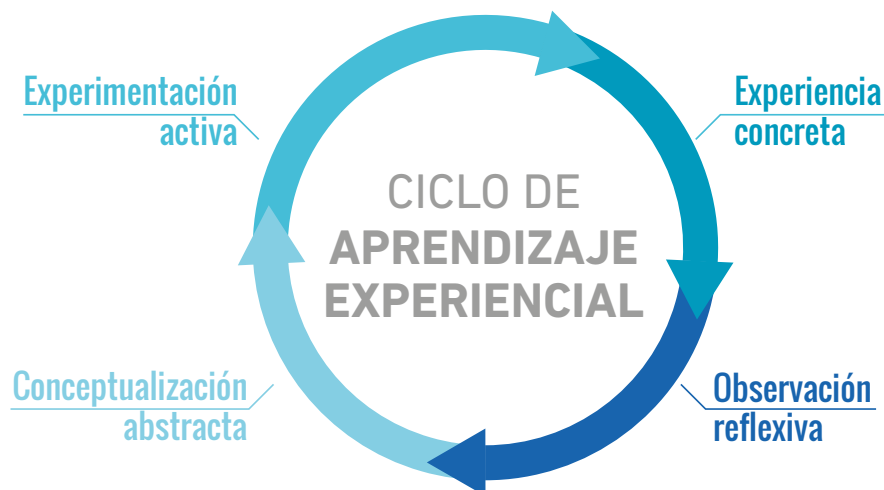 Experimentación
activa
Experiencia
concreta
CICLO DE
APRENDIZAJE
EXPERIENCIAL
Conceptualización
abstracta
Observación
reflexiva